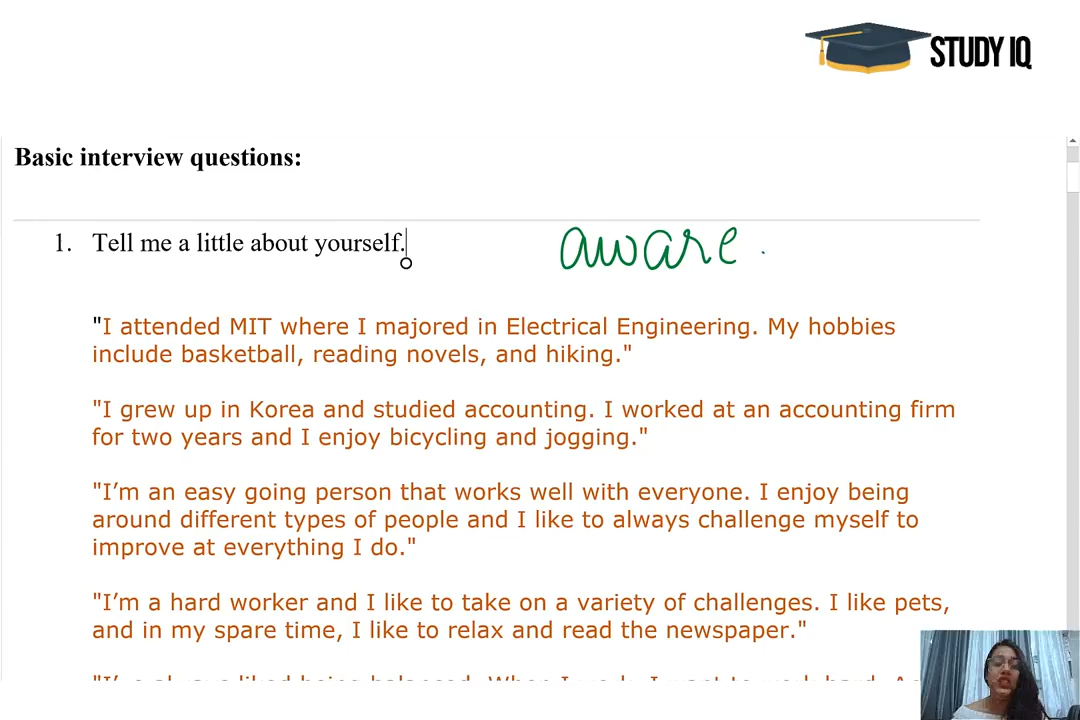 STUDY IQ
Basic interview questions:
1. Tell me a little about yourself.
aware.
"I attended MIT where I majored in Electrical Engineering. My hobbies
include basketball, reading novels, and hiking."
"I grew up in Korea and studied accounting. I worked at an accounting firm
for two years and I enjoy bicycling and jogging."
"I’m an easy going person that works well with everyone. I enjoy being
around different types of people and I like to always challenge myself to
improve at everything I do."
"I’m a hard worker and I like to take on a variety of challenges. I like pets,
and in my spare time, I like to relax and read the newspaper."